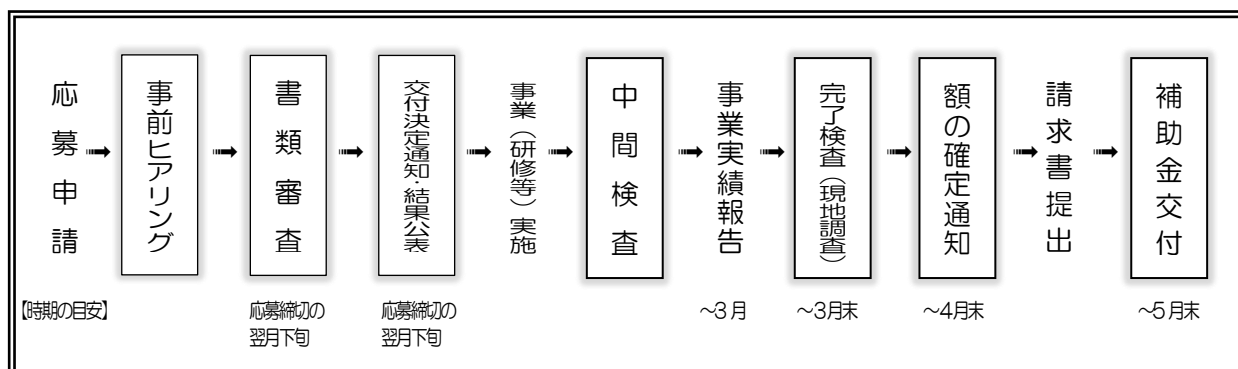 応募申請
事前ヒアリング
書類審査
交付決定通知・結果公表
事業（研修等）実施
中間検査
事業実績報告
完了検査（現地調査）
額の確定通知
請求書提出
補助金交付
【時期の目安】
応募締切の
翌月下旬
応募締切の
翌月下旬
～3月
～3月末
～4月末
～5月末